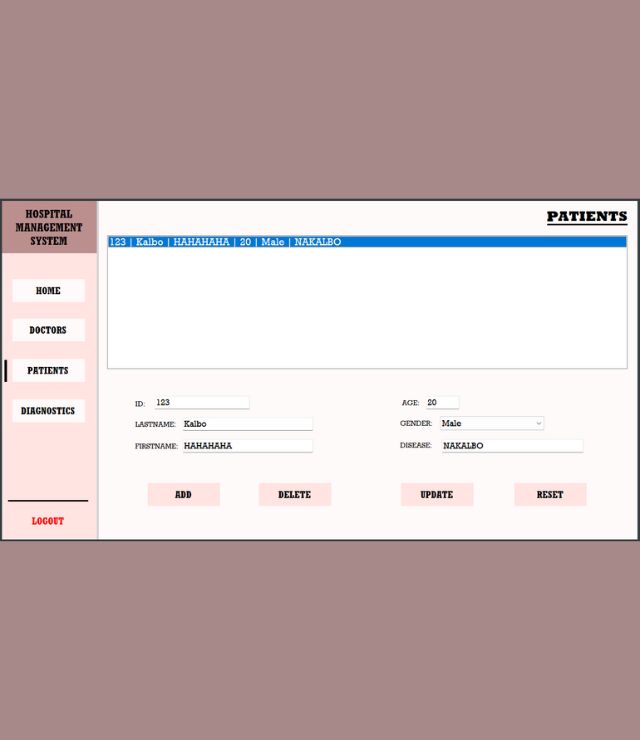 HOSPITAL
MANAGEMENT
SYSTEM
HOME
DOCTORS
PATIENTS
DIAGNOSTICS
LOGOUT
PATIENTS
123 | Kalbo | HAHAHAHA | 20 | Male | NAKALBO
ID: 123
AGE: 20
LASTNAME: Kalbo
GENDER: Male
FIRSTNAME: HAHAHAHA
DISEASE: NAKALBO
ADD
DELETE
UPDATE
RESET